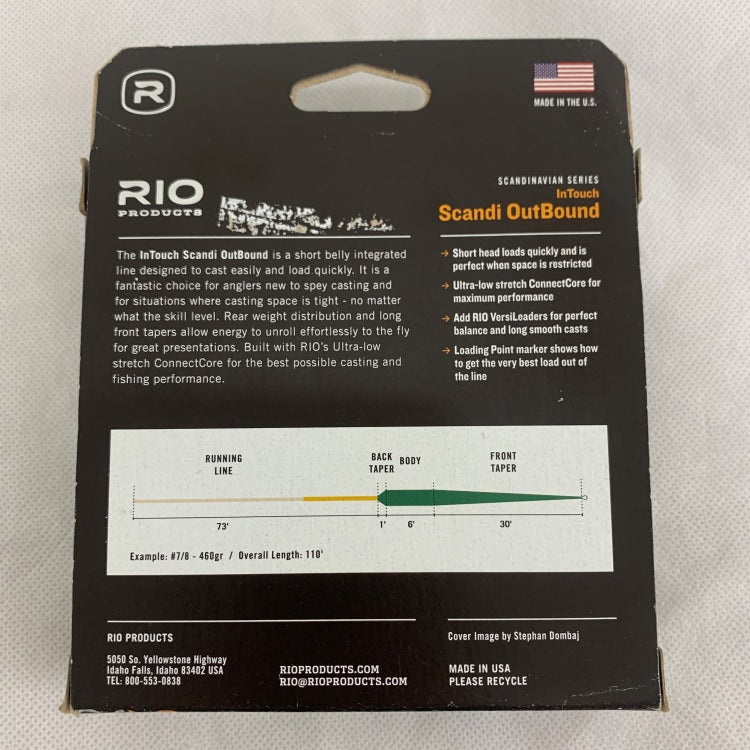 R
MADE IN THE U.S.
RIO
PRODUCTS
SCANDINAVIAN SERIES
InTouch
Scandi OutBound
The InTouch Scandi OutBound is a short belly integrated
line designed to cast easily and load quickly. It is a
fantastic choice for anglers new to spey casting and
for situations where casting space is tight - no matter
what the skill level. Rear weight distribution and long
front tapers allow energy to unroll effortlessly to the fly
for great presentations. Built with RIO's Ultra-low
stretch ConnectCore for the best possible casting and
fishing performance.
→ Short head loads quickly and is
perfect when space is restricted
→ Ultra-low stretch ConnectCore for
maximum performance
→ Add RIO VersiLeaders for perfect
balance and long smooth casts
→ Loading Point marker shows how
to get the very best load out of
the line
RUNNING
LINE
BACK
TAPER
BODY
FRONT
TAPER
73' 1' 6' 30'
Example: #7/8 - 460gr / Overall Length: 110'
RIO PRODUCTS
5050 So. Yellowstone Highway
Idaho Falls, Idaho 83402 USA
TEL: 800-553-0838
RIOPRODUCTS.COM
RIO@RIOPRODUCTS.COM
Cover Image by Stephan Dombaj
MADE IN USA
PLEASE RECYCLE